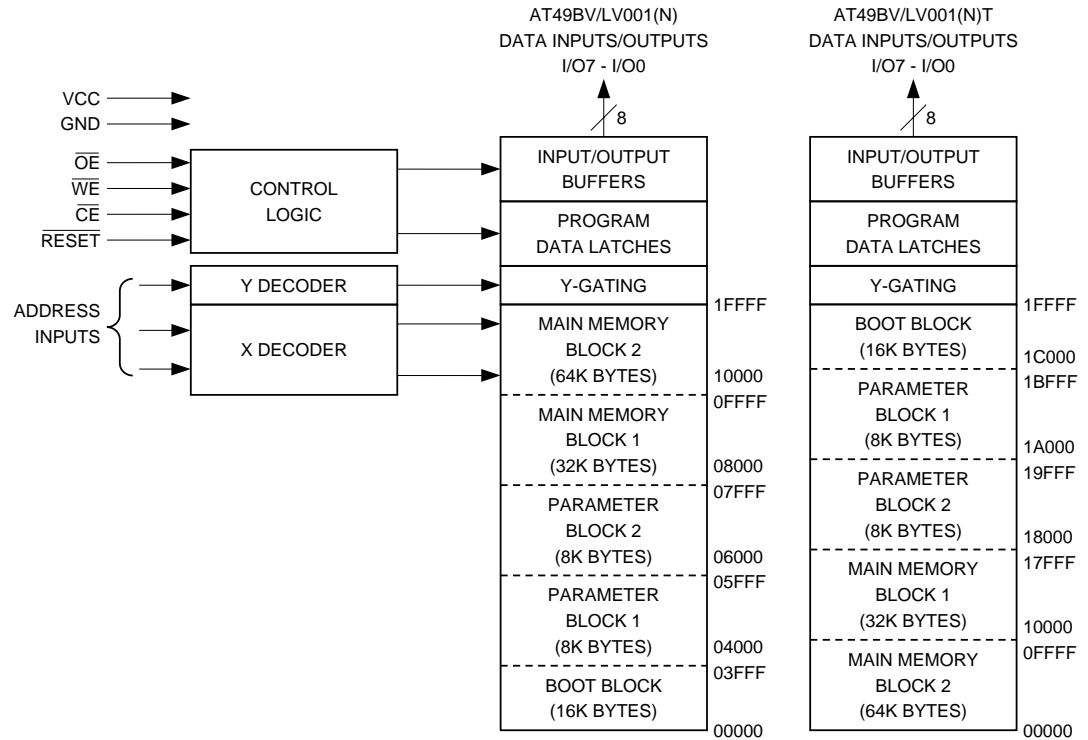 AT49BV/LV001(N)
DATA INPUTS/OUTPUTS
I/O7 - I/O0
8
AT49BV/LV001(N)T
DATA INPUTS/OUTPUTS
I/O7 - I/O0
8
VCC
GND
OE
WE
CE
RESET
CONTROL
LOGIC
ADDRESS
INPUTS
Y DECODER
X DECODER
INPUT/OUTPUT
BUFFERS
PROGRAM
DATA LATCHES
Y-GATING
1FFFF
MAIN MEMORY
BLOCK 2
(64K BYTES)
10000
0FFFF
MAIN MEMORY
BLOCK 1
(32K BYTES)
08000
07FFF
PARAMETER
BLOCK 2
(8K BYTES)
06000
05FFF
PARAMETER
BLOCK 1
(8K BYTES)
04000
03FFF
BOOT BLOCK
(16K BYTES)
00000
INPUT/OUTPUT
BUFFERS
PROGRAM
DATA LATCHES
Y-GATING
1FFFF
BOOT BLOCK
(16K BYTES)
1C000
1BFFF
PARAMETER
BLOCK 1
(8K BYTES)
1A000
19FFF
PARAMETER
BLOCK 2
(8K BYTES)
18000
17FFF
MAIN MEMORY
BLOCK 1
(32K BYTES)
10000
0FFFF
MAIN MEMORY
BLOCK 2
(64K BYTES)
00000